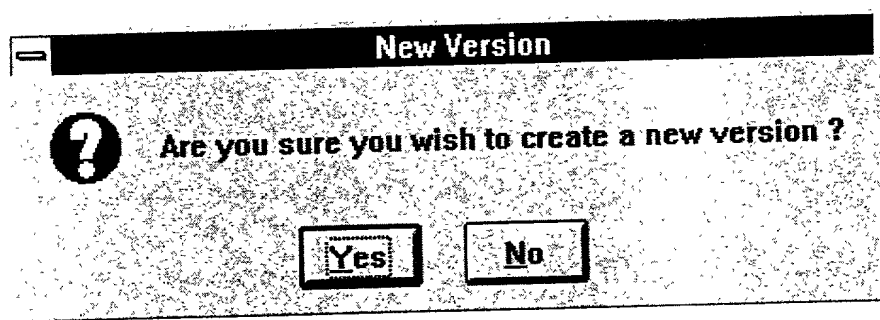 New Version
Are you sure you wish to create a new version ?
Yes
No